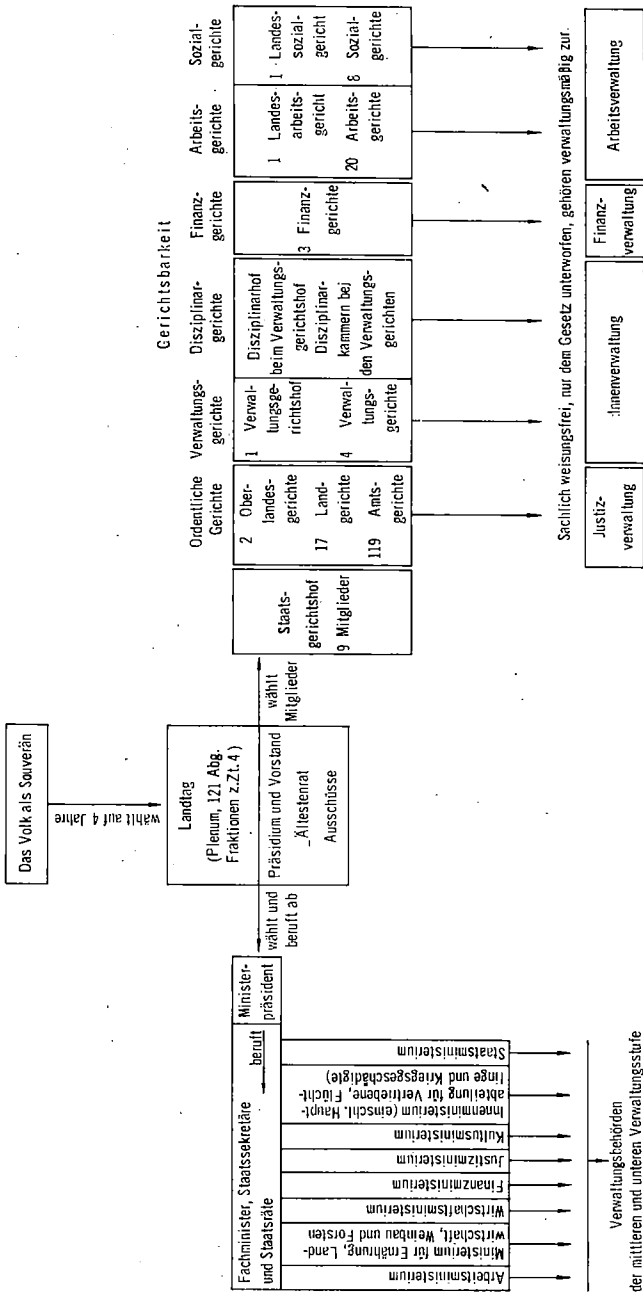 Das Volk als Souverän
wählt auf 4 Jahre
Landtag
(Plenum, 121 Abg.
Fraktionen z.Zt. 4)
Präsidium und Vorstand
Ältestenrat
Ausschüsse
wählt und
beruft ab
wählt
Mitglieder
Minister-
präsident
beruft
Fachminister, Staatssekretäre
und Staatsräte
Arbeitsministerium
Ministerium für Ernährung, Land-
wirtschaft, Weinbau und Forsten
Wirtschaftsministerium
Finanzministerium
Justizministerium
Kultusministerium
Innenministerium (einschl. Haupt-
abteilung für Vertriebene, Flücht-
linge und Kriegsgeschädigte)
Staatsministerium
Verwaltungsbehörden
der mittleren und unteren Verwaltungsstufe
Gerichtsbarkeit
Staats-
gerichtshof
9 Mitglieder
Ordentliche
Gerichte
2 Ober-
landes-
gerichte
17 Land-
gerichte
119 Amts-
gerichte
Verwaltungs-
gerichte
1 Verwal-
tungsge-
richtshof
4 Verwal-
tungs-
gerichte
Disziplinar-
gerichte
Disziplinarhof
beim Verwaltungs-
gerichtshof
Disziplinar-
kammern bei
den Verwaltungs-
gerichten
Finanz-
gerichte
3 Finanz-
gerichte
Arbeits-
gerichte
1 Landes-
arbeits-
gericht
20 Arbeits-
gerichte
Sozial-
gerichte
1 Landes-
sozial-
gericht
8 Sozial-
gerichte
Sachlich weisungsfrei, nur dem Gesetz unterworfen, gehören verwaltungsmäßig zur:
Justiz-
verwaltung
Innenverwaltung
Finanz-
verwaltung
Arbeitsverwaltung